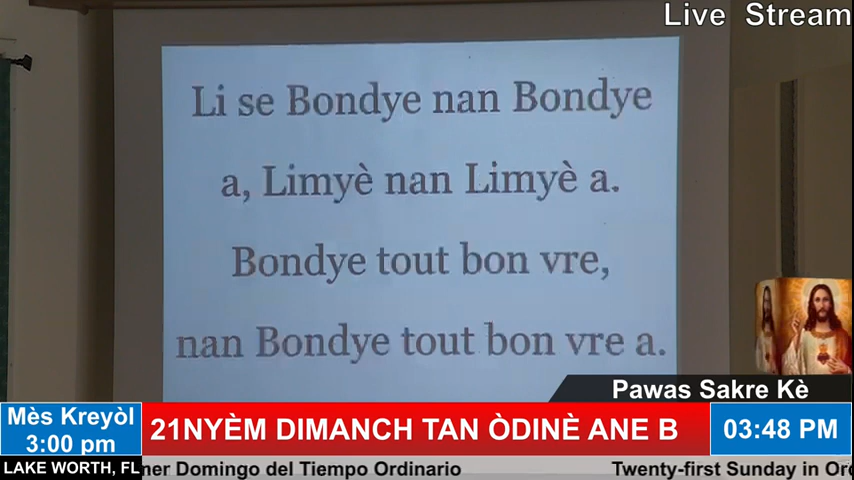 Live Stream
Li se Bondye nan Bondye
a, Limyè nan Limyè a.
Bondye tout bon vre,
nan Bondye tout bon vre a.
Pawas Sakre Kè
Mès Kreyòl
3:00 pm
21NYÈM DIMANCH TAN ÒDINÈ ANE B
03:48 PM
LAKE WORTH, FL
Domingo del Tiempo Ordinario
Twenty-first Sunday in